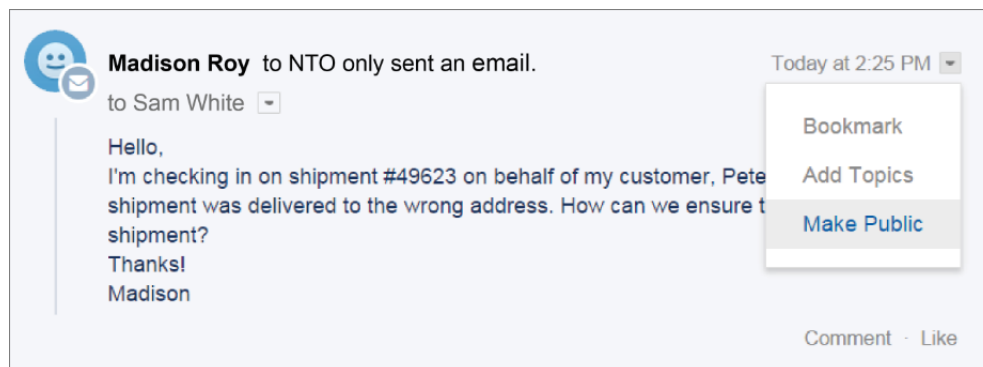 Madison Roy to NTO only sent an email.
Today at 2:25 PM
to Sam White
Bookmark
Add Topics
Make Public
Hello,
I'm checking in on shipment #49623 on behalf of my customer, Pete
shipment was delivered to the wrong address. How can we ensure t
shipment?
Thanks!
Madison
Comment · Like